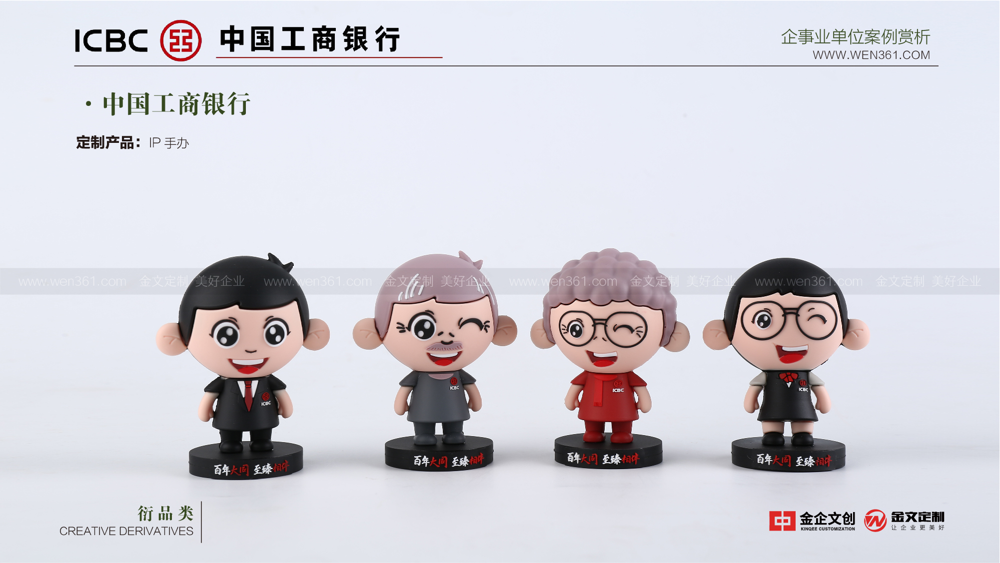 ICBC 中国工商银行
企事业单位案例赏析
WWW.WEN361.COM
·中国工商银行
定制产品：IP 手办
www.wen361.com 金文定制 美好企业 www.wen361.com 金文定制 美好企业 www.wen361.com 金文定制 美好企业 www.wen361.com 金文定制 美好企业
ICBC
ICBC
ICBC
ICBC
百年大同 至臻相伴
百年大同 至臻相伴
百年大同 至臻相伴
百年大同 至臻相伴
衍品类
CREATIVE DERIVATIVES
金企文创
KINQEE CUSTOMIZATION
金文定制
让企业更美好